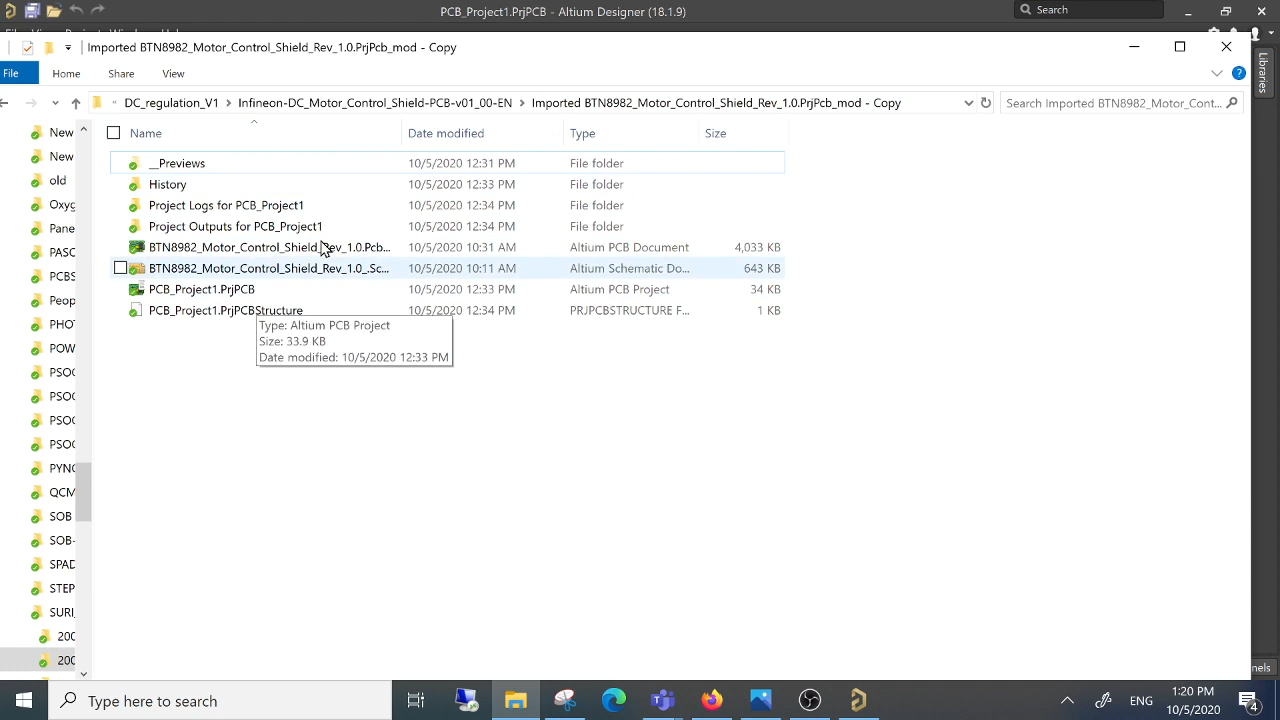 PCB_Project1.PrjPCB - Altium Designer (18.1.9)
Search
Imported BTN8982_Motor_Control_Shield_Rev_1.0.PrjPcb_mod - Copy
File Home Share View
DC_regulation_V1 Infineon-DC_Motor_Control_Shield-PCB-v01_00-EN Imported BTN8982_Motor_Control_Shield_Rev_1.0.PrjPcb_mod - Copy
Search Imported BTN8982_Motor_Cont...
Libraries
Name Date modified Type Size
__Previews 10/5/2020 12:31 PM File folder
History 10/5/2020 12:33 PM File folder
Project Logs for PCB_Project1 10/5/2020 12:34 PM File folder
Project Outputs for PCB_Project1 10/5/2020 12:34 PM File folder
BTN8982_Motor_Control_Shield_Rev_1.0.Pcb... 10/5/2020 10:31 AM Altium PCB Document 4,033 KB
BTN8982_Motor_Control_Shield_Rev_1.0_.Sc... 10/5/2020 10:11 AM Altium Schematic Do... 643 KB
PCB_Project1.PrjPCB 10/5/2020 12:33 PM Altium PCB Project 34 KB
PCB_Project1.PrjPCBStructure 10/5/2020 12:34 PM PRJPCBSTRUCTURE F... 1 KB
Type: Altium PCB Project
Size: 33.9 KB
Date modified: 10/5/2020 12:33 PM
New
New
old
Oxyg
Pane
PASC
PCBS
Peop
PHO
POW
PSOC
PSOC
PSOC
PSOC
PYNC
QCM
SOB
SOB-
SPAD
STEP
SURI_
200
200
nels
Type here to search
ENG
1:20 PM
10/5/2020
4